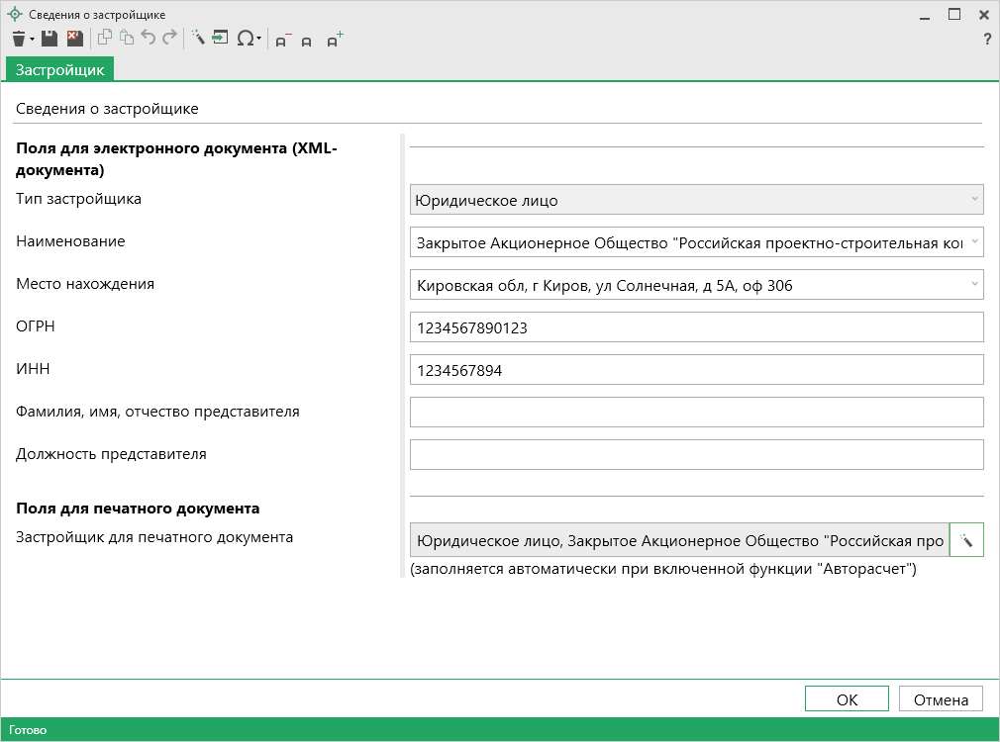 Сведения о застройщике
?
Застройщик
Сведения о застройщике
Поля для электронного документа (XML-
документа)
Тип застройщика
Юридическое лицо
Наименование
Закрытое Акционерное Общество "Российская проектно-строительная
Место нахождения
Кировская обл, г Киров, ул Солнечная, д 5А, оф 306
ОГРН
1234567890123
ИНН
1234567894
Фамилия, имя, отчество представителя
Должность представителя
Поля для печатного документа
Застройщик для печатного документа
Юридическое лицо, Закрытое Акционерное Общество "Российская про
(заполняется автоматически при включенной функции "Авторасчет")
ОК
Отмена
Готово